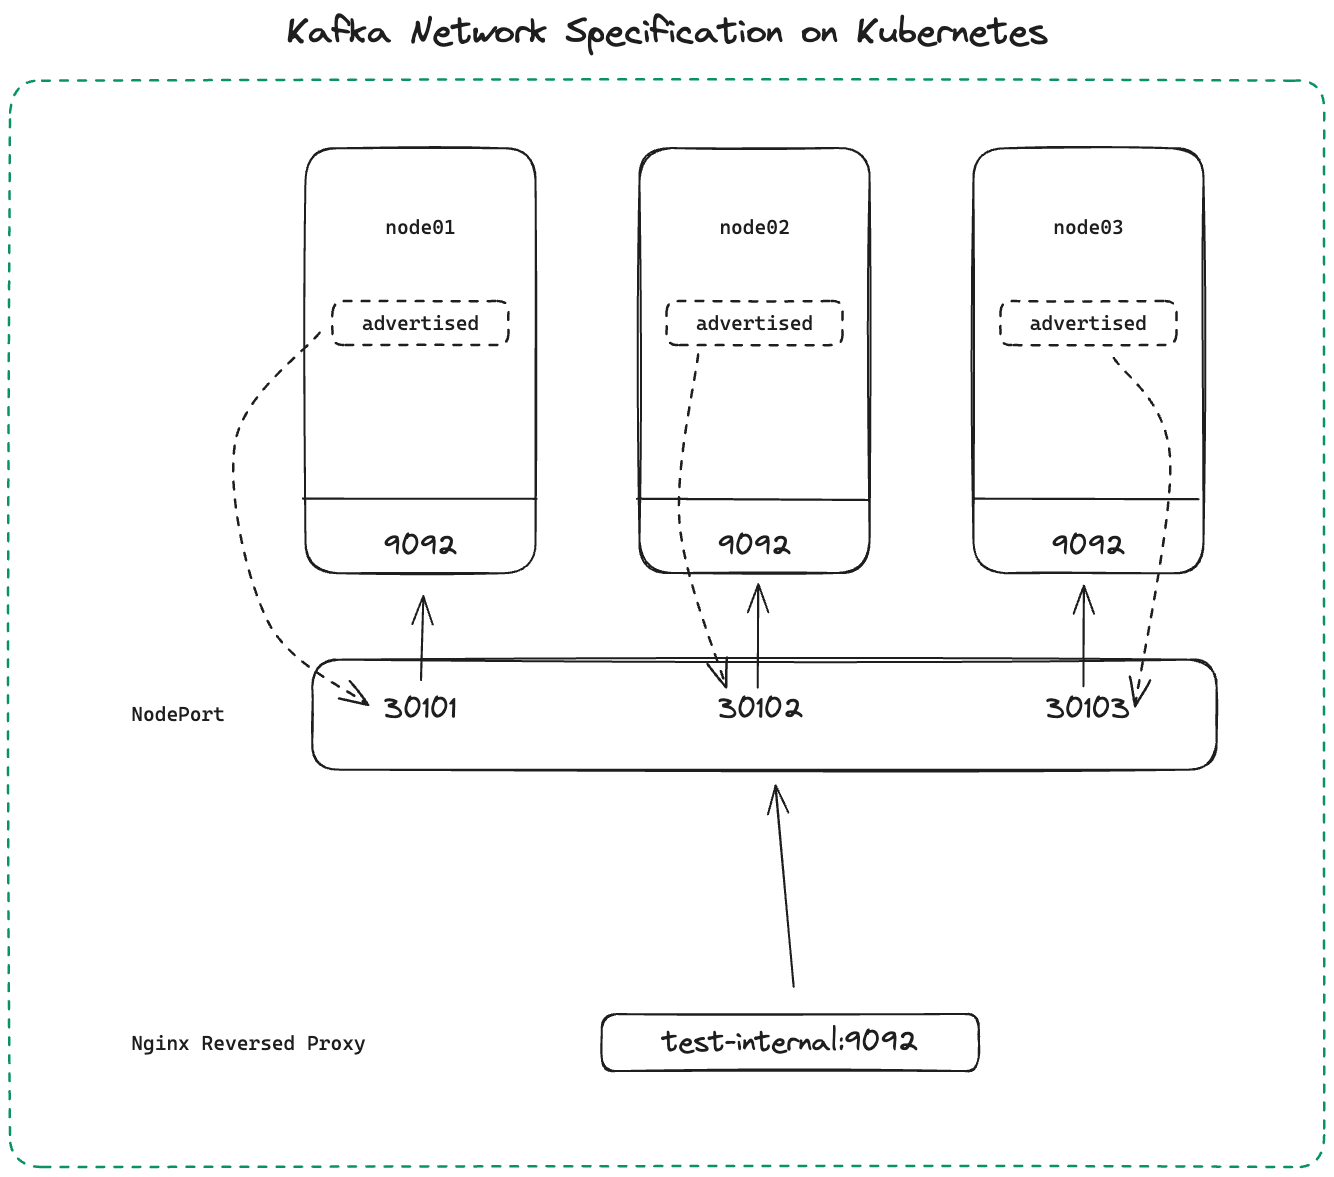 Kafka Network Specification on Kubernetes
node01
node02
node03
advertised
advertised
advertised
9092
9092
9092
NodePort
30101
30102
30103
Nginx Reversed Proxy
test-internal:9092